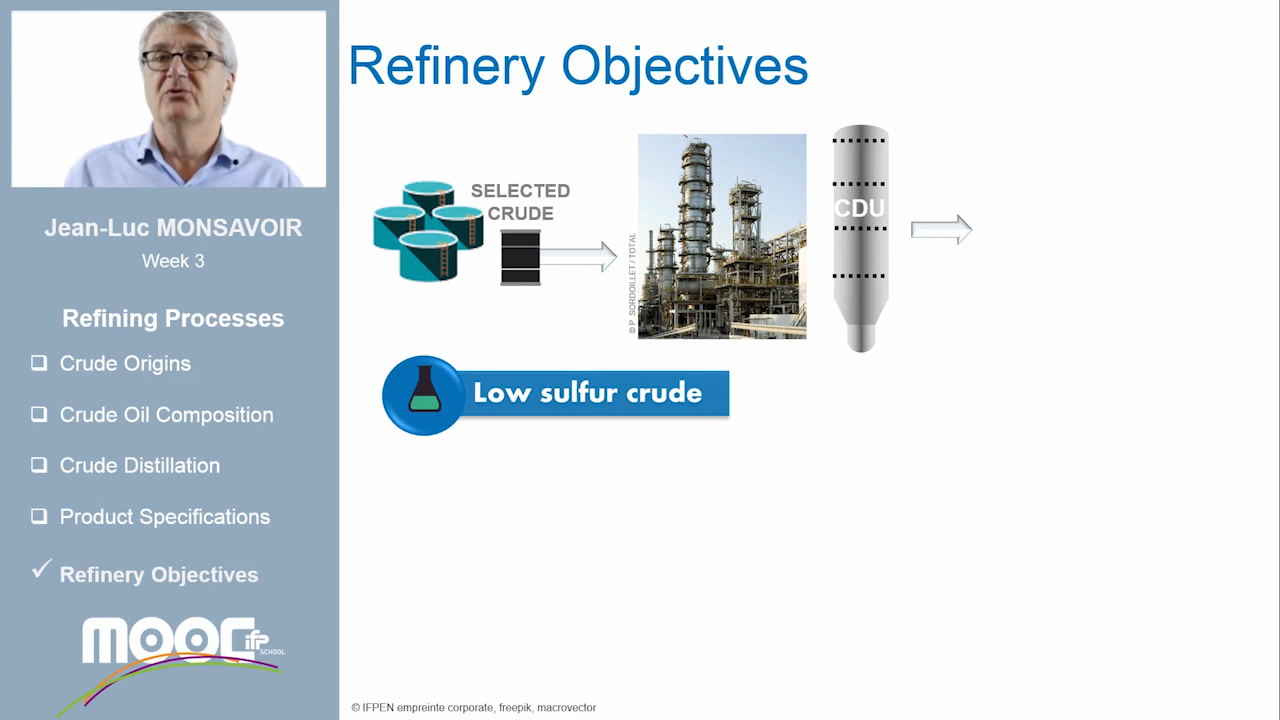 Jean-Luc MONSAVOIR
Week 3
Refining Processes
Crude Origins
Crude Oil Composition
Crude Distillation
Product Specifications
Refinery Objectives
MOOC
ifp
SCHOOL
Refinery Objectives
SELECTED
CRUDE
© P. SORDOILLET / TOTAL
CDU
Low sulfur crude
© IFPEN empreinte corporate, freepik, macrovector